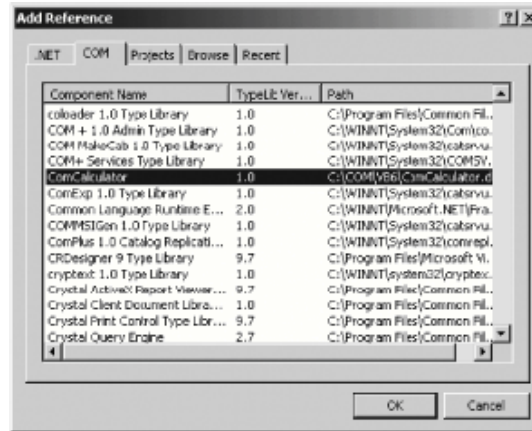 Add Reference
.NET COM Projects Browse Recent
Component Name TypeLib Ver... Path
coloader 1.0 Type Library 1.0 C:\Program Files\Common Fil...
COM + 1.0 Admin Type Library 1.0 C:\WINNT\System32\Com\co...
COM MakeCab 1.0 Type Library 1.0 C:\WINNT\System32\catsrvu...
COM+ Services Type Library 1.0 C:\WINNT\System32\COMSV...
ComCalculator 1.0 C:\COM\VB6\ComCalculator.d
ComExp 1.0 Type Library 1.0 C:\WINNT\System32\catsrvu...
Common Language Runtime E... 2.0 C:\WINNT\Microsoft.NET\Fra...
COMMSIGen 1.0 Type Library 1.0 C:\WINNT\System32\catsrvu...
ComPlus 1.0 Catalog Replicati... 1.0 C:\WINNT\System32\comrepl...
CRDesigner 9 Type Library 9.7 C:\Program Files\Microsoft Vi...
cryptext 1.0 Type Library 1.0 C:\WINNT\system32\cryptex...
Crystal ActiveX Report Viewer... 9.7 C:\Program Files\Common Fil...
Crystal Client Document Libra... 1.0 C:\Program Files\Common Fil...
Crystal Print Control Type Libr... 9.7 C:\Program Files\Common Fil...
Crystal Query Engine 2.7 C:\Program Files\Common Fil...
OK Cancel